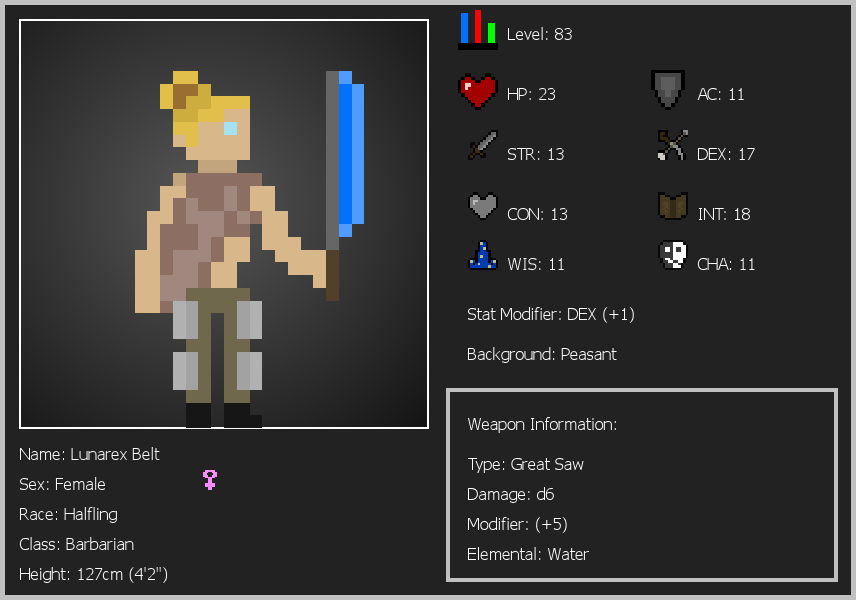 Level: 83
HP: 23
AC: 11
STR: 13
DEX: 17
CON: 13
INT: 18
WIS: 11
CHA: 11
Stat Modifier: DEX (+1)
Background: Peasant
Weapon Information:
Type: Great Saw
Damage: d6
Modifier: (+5)
Elemental: Water
Name: Lunarex Belt
Sex: Female
Race: Halfling
Class: Barbarian
Height: 127cm (4'2")